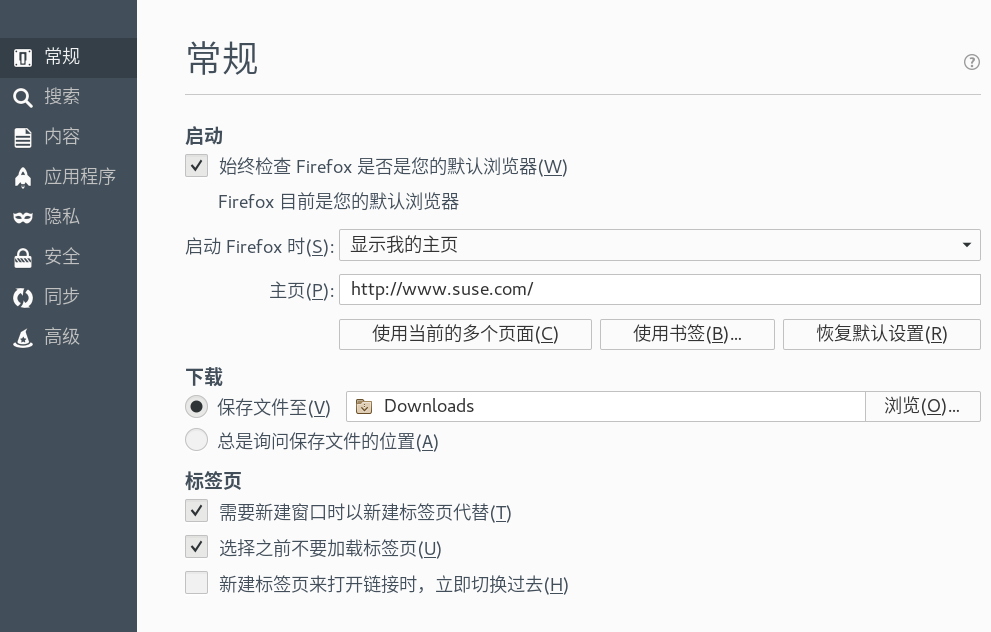 常规
搜索
内容
应用程序
隐私
安全
同步
高级
常规
?
启动
始终检查 Firefox 是否是您的默认浏览器(W)
Firefox 目前是您的默认浏览器
启动 Firefox 时(S): 显示我的主页
主页(P): http://www.suse.com/
使用当前的多个页面(C) 使用书签(B)... 恢复默认设置(R)
下载
保存文件至(V) Downloads 浏览(O)...
总是询问保存文件的位置(A)
标签页
需要新建窗口时以新建标签页代替(T)
选择之前不要加载标签页(U)
新建标签页来打开链接时，立即切换过去(H)